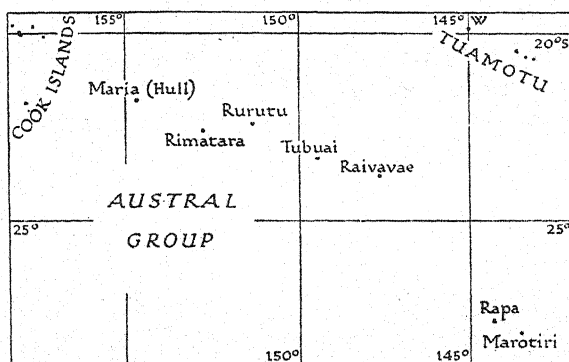 155°
150°
145°W
20°S
COOK ISLANDS
TUAMOTU
Maria (Hull)
Rurutu
Rimatara
Tubuai
Raivavae
AUSTRAL
GROUP
25°
25°
Rapa
Marotiri
150°
145°